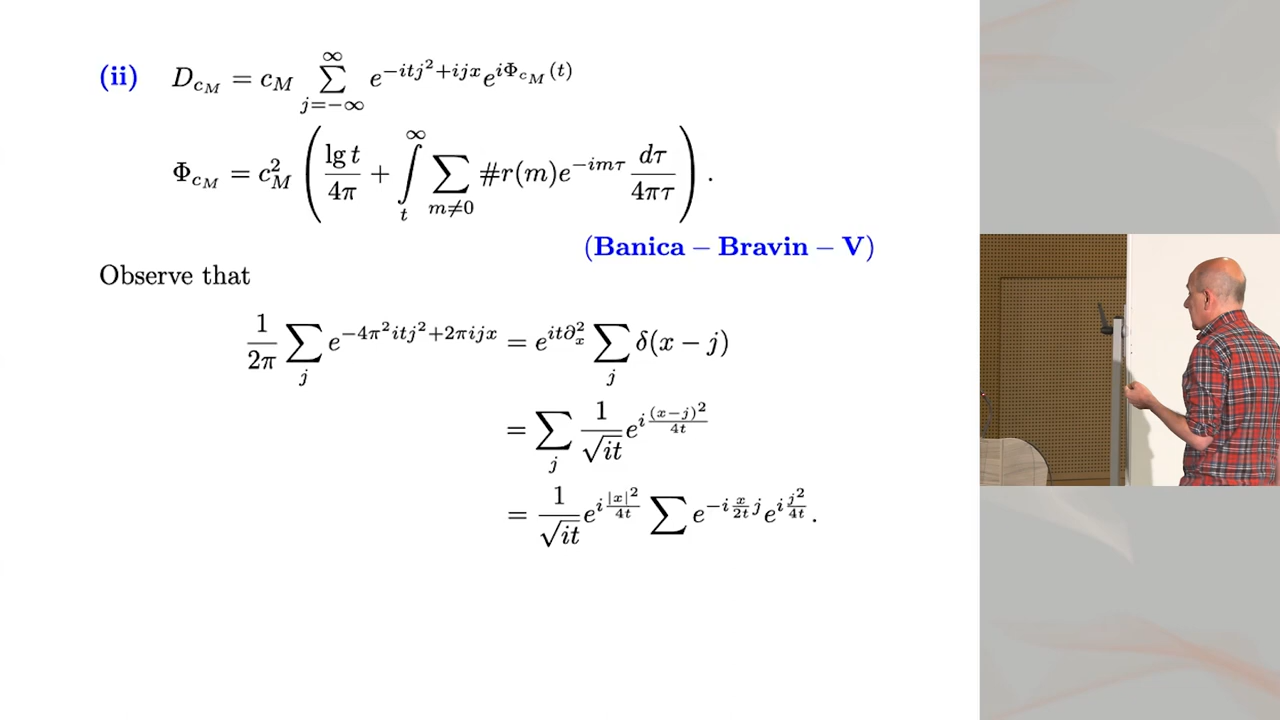 (ii) $D_{c_M} = c_M \sum_{j=-\infty}^{\infty} e^{-itj^2+ijx} e^{i\Phi_{c_M}(t)}$
$\Phi_{c_M} = c_M^2 \left( \frac{\lg t}{4\pi} + \int_t^{\infty} \sum_{m \neq 0} \#r(m) e^{-im\tau} \frac{d\tau}{4\pi\tau} \right).$
(Banica – Bravin – V)
Observe that
$\frac{1}{2\pi} \sum_j e^{-4\pi^2 itj^2+2\pi ijx} = e^{it\partial_x^2} \sum_j \delta(x-j)$
$= \sum_j \frac{1}{\sqrt{it}} e^{i\frac{(x-j)^2}{4t}}$
$= \frac{1}{\sqrt{it}} e^{i\frac{|x|^2}{4t}} \sum e^{-i\frac{x}{2t}j} e^{i\frac{j^2}{4t}}.$